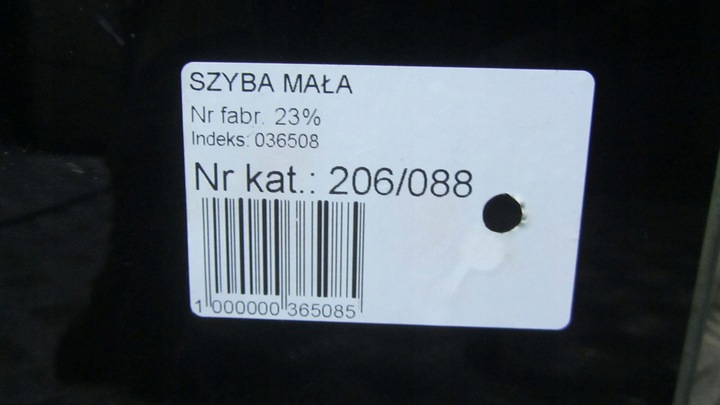 SZYBA MAŁA
Nr fabr. 23%
Indeks: 036508
Nr kat.: 206/088
1 000000 365085